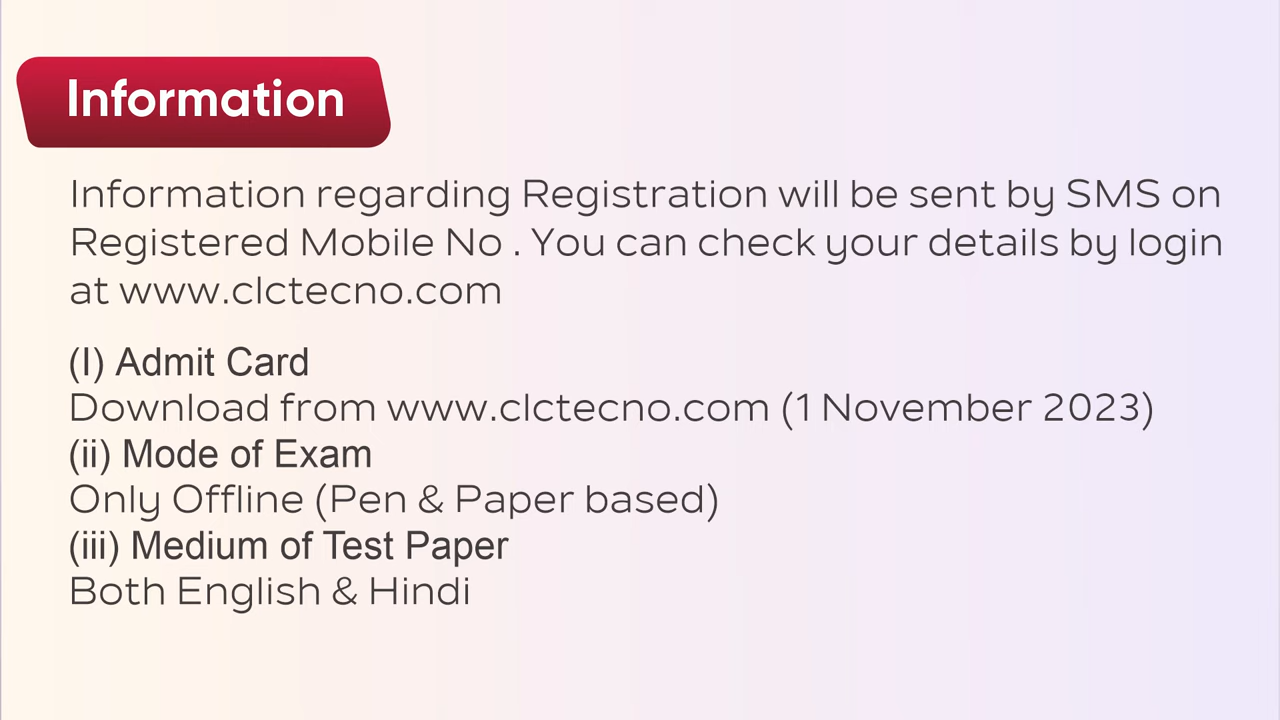 Information
Information regarding Registration will be sent by SMS on
Registered Mobile No . You can check your details by login
at www.clctecno.com
(I) Admit Card
Download from www.clctecno.com (1 November 2023)
(ii) Mode of Exam
Only Offline (Pen & Paper based)
(iii) Medium of Test Paper
Both English & Hindi